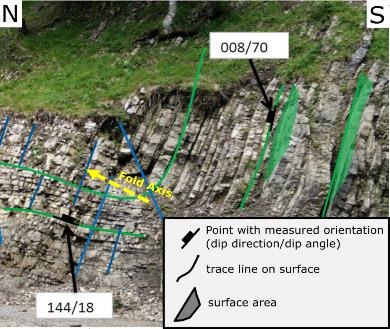 N
S
008/70
Fold Axis
144/18
Point with measured orientation
(dip direction/dip angle)
trace line on surface
surface area